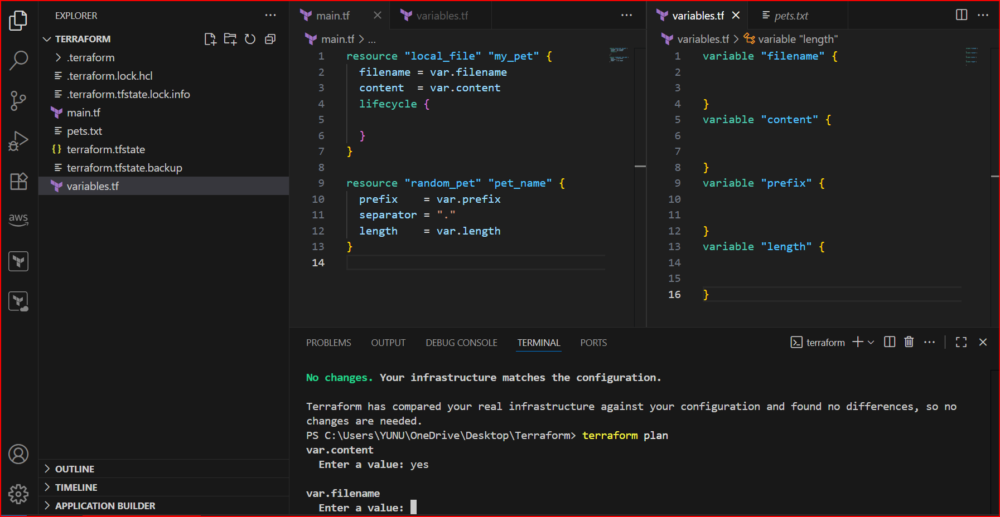 EXPLORER
TERRAFORM
.terraform
.terraform.lock.hcl
.terraform.tfstate.lock.info
main.tf
pets.txt
terraform.tfstate
terraform.tfstate.backup
variables.tf
OUTLINE
TIMELINE
APPLICATION BUILDER
aws
main.tf
variables.tf
main.tf > ...
1 resource "local_file" "my_pet" {
2   filename = var.filename
3   content  = var.content
4   lifecycle {
5
6   }
7 }
8
9 resource "random_pet" "pet_name" {
10   prefix    = var.prefix
11   separator = "."
12   length    = var.length
13 }
14
variables.tf
pets.txt
variables.tf > variable "length"
1 variable "filename" {
2
3
4 }
5 variable "content" {
6
7
8 }
9 variable "prefix" {
10
11
12 }
13 variable "length" {
14
15
16 }
PROBLEMS OUTPUT DEBUG CONSOLE TERMINAL PORTS
terraform
No changes. Your infrastructure matches the configuration.
Terraform has compared your real infrastructure against your configuration and found no differences, so no
changes are needed.
PS C:\Users\YUNU\OneDrive\Desktop\Terraform> terraform plan
var.content
  Enter a value: yes
var.filename
  Enter a value: